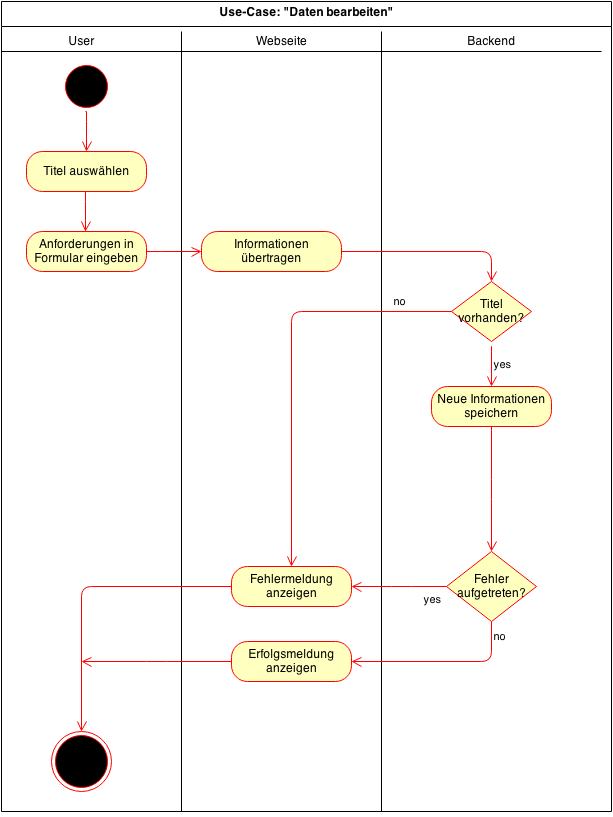 Use-Case: "Daten bearbeiten"
User
Webseite
Backend
Titel auswählen
Anforderungen in
Formular eingeben
Informationen
übertragen
Titel
vorhanden?
no
yes
Neue Informationen
speichern
Fehlermeldung
anzeigen
Fehler
aufgetreten?
yes
no
Erfolgsmeldung
anzeigen